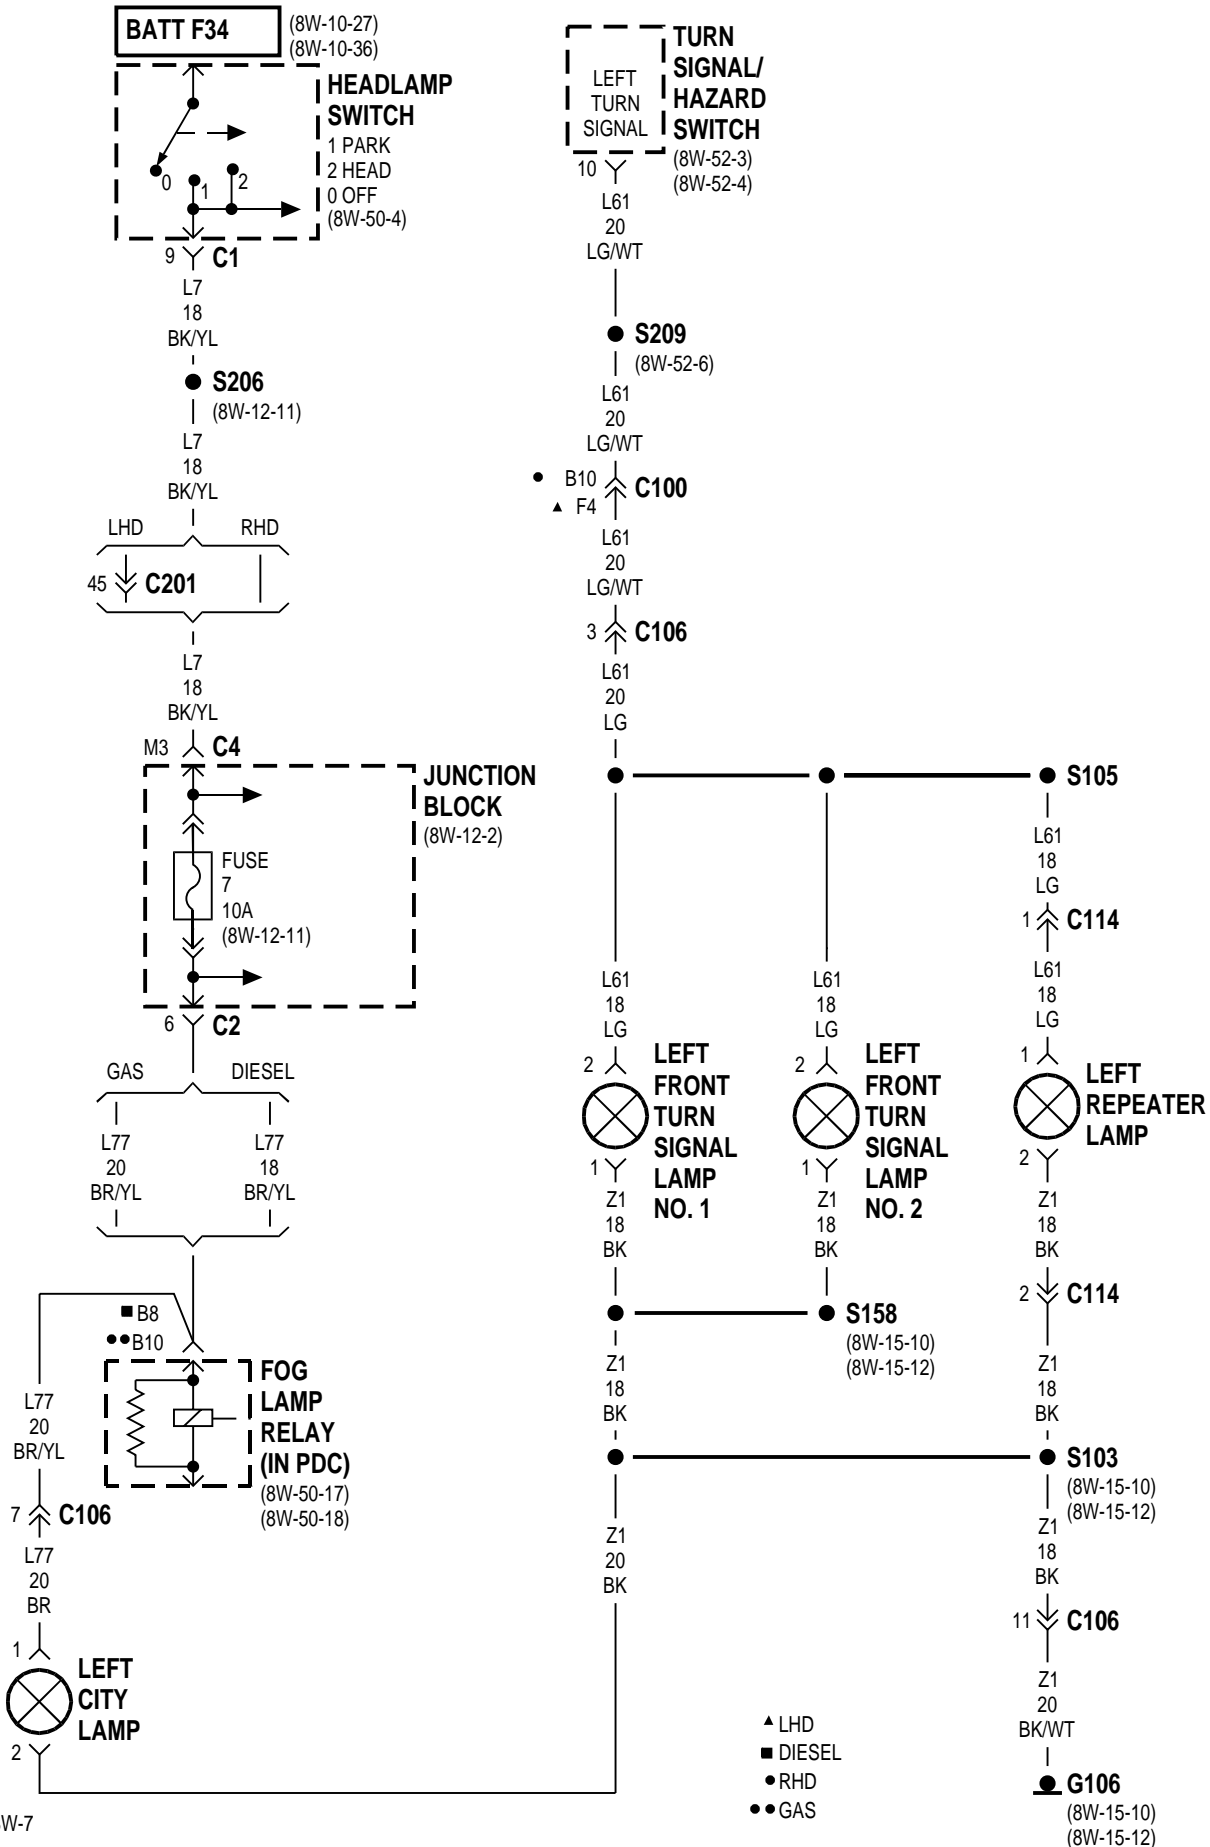 BATT F34
(8W-10-27)
(8W-10-36)
HEADLAMP
SWITCH
1 PARK
2 HEAD
0 OFF
(8W-50-4)
0
1
2
9
C1
L7
18
BK/YL
S206
(8W-12-11)
L7
18
BK/YL
LHD
RHD
45
C201
L7
18
BK/YL
M3
C4
JUNCTION
BLOCK
(8W-12-2)
FUSE
7
10A
(8W-12-11)
6
C2
GAS
DIESEL
L77
20
BR/YL
L77
18
BR/YL
B8
B10
FOG
LAMP
RELAY
(IN PDC)
(8W-50-17)
(8W-50-18)
L77
20
BR/YL
7
C106
L77
20
BR
1
LEFT
CITY
LAMP
2
LEFT
TURN
SIGNAL
TURN
SIGNAL/
HAZARD
SWITCH
(8W-52-3)
(8W-52-4)
10
L61
20
LG/WT
S209
(8W-52-6)
L61
20
LG/WT
B10
F4
C100
L61
20
LG/WT
3
C106
L61
20
LG
S105
L61
18
LG
1
C114
L61
18
LG
L61
18
LG
L61
18
LG
2
LEFT
FRONT
TURN
SIGNAL
LAMP
NO. 1
1
2
LEFT
FRONT
TURN
SIGNAL
LAMP
NO. 2
1
1
LEFT
REPEATER
LAMP
2
Z1
18
BK
Z1
18
BK
Z1
18
BK
S158
(8W-15-10)
(8W-15-12)
2
C114
Z1
18
BK
Z1
18
BK
S103
(8W-15-10)
(8W-15-12)
Z1
20
BK
Z1
18
BK
11
C106
Z1
20
BK/WT
G106
(8W-15-10)
(8W-15-12)
LHD
DIESEL
RHD
GAS
W-7